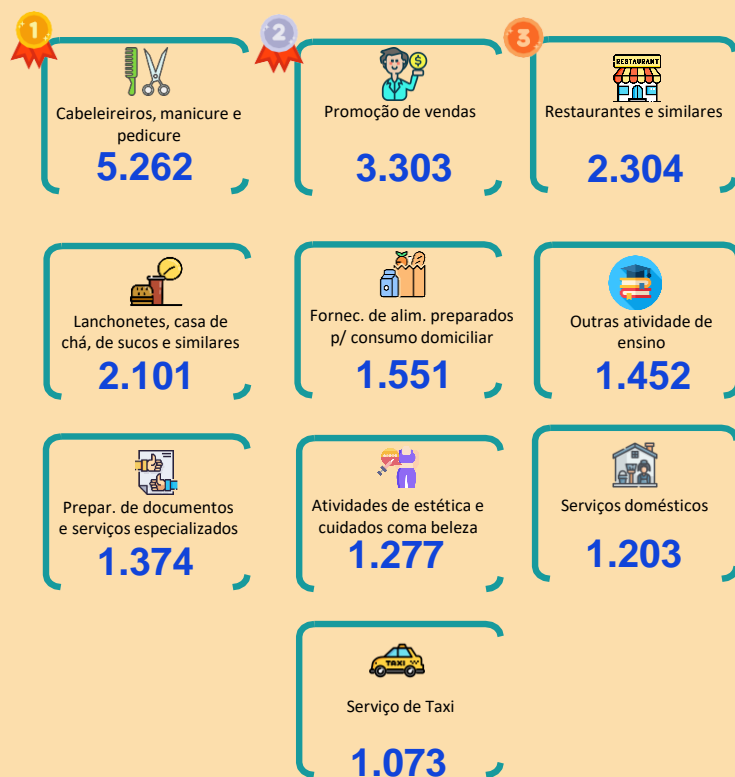 1
Cabeleireiros, manicure e
pedicure
5.262
2
Promoção de vendas
3.303
3
RESTAURANT
Restaurantes e similares
2.304
Lanchonetes, casa de
chá, de sucos e similares
2.101
Fornec. de alim. preparados
p/ consumo domiciliar
1.551
Outras atividade de
ensino
1.452
Prepar. de documentos
e serviços especializados
1.374
Atividades de estética e
cuidados coma beleza
1.277
Serviços domésticos
1.203
TAXI
Serviço de Taxi
1.073